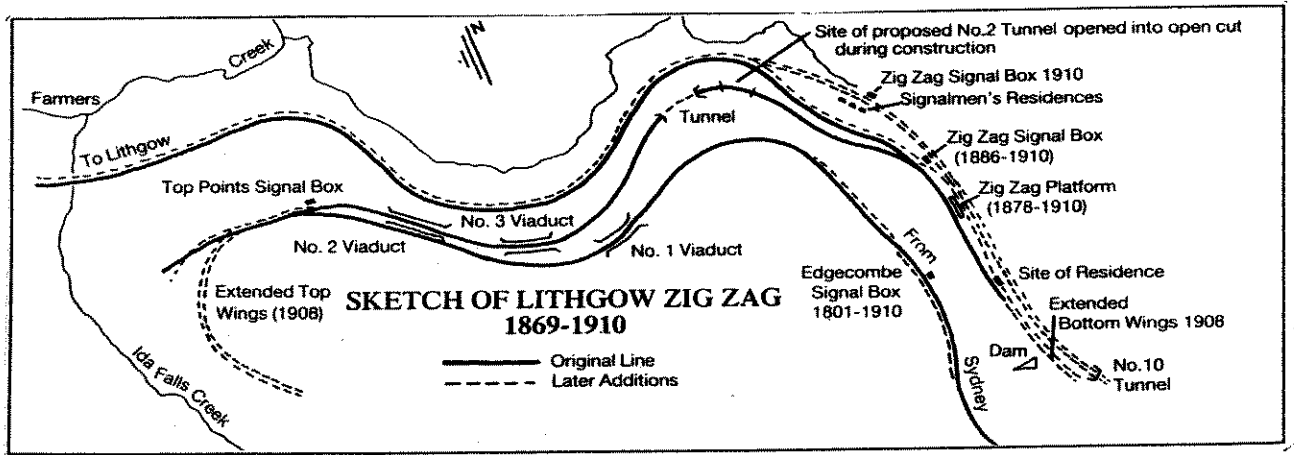 N
Site of proposed No.2 Tunnel opened into open cut
during construction
Creek
Farmers
Zig Zag Signal Box 1910
Signalmen's Residences
Tunnel
To Lithgow
Zig Zag Signal Box
(1886-1910)
Top Points Signal Box
Zig Zag Platform
(1878-1910)
No. 3 Viaduct
No. 2 Viaduct
No. 1 Viaduct
From
Sydney
Edgecombe
Signal Box
1801-1910
Site of Residence
Extended Top
Wings (1908)
SKETCH OF LITHGOW ZIG ZAG
1869-1910
Extended
Bottom Wings 1908
Original Line
Later Additions
Dam
No.10
Tunnel
Ida Falls Creek